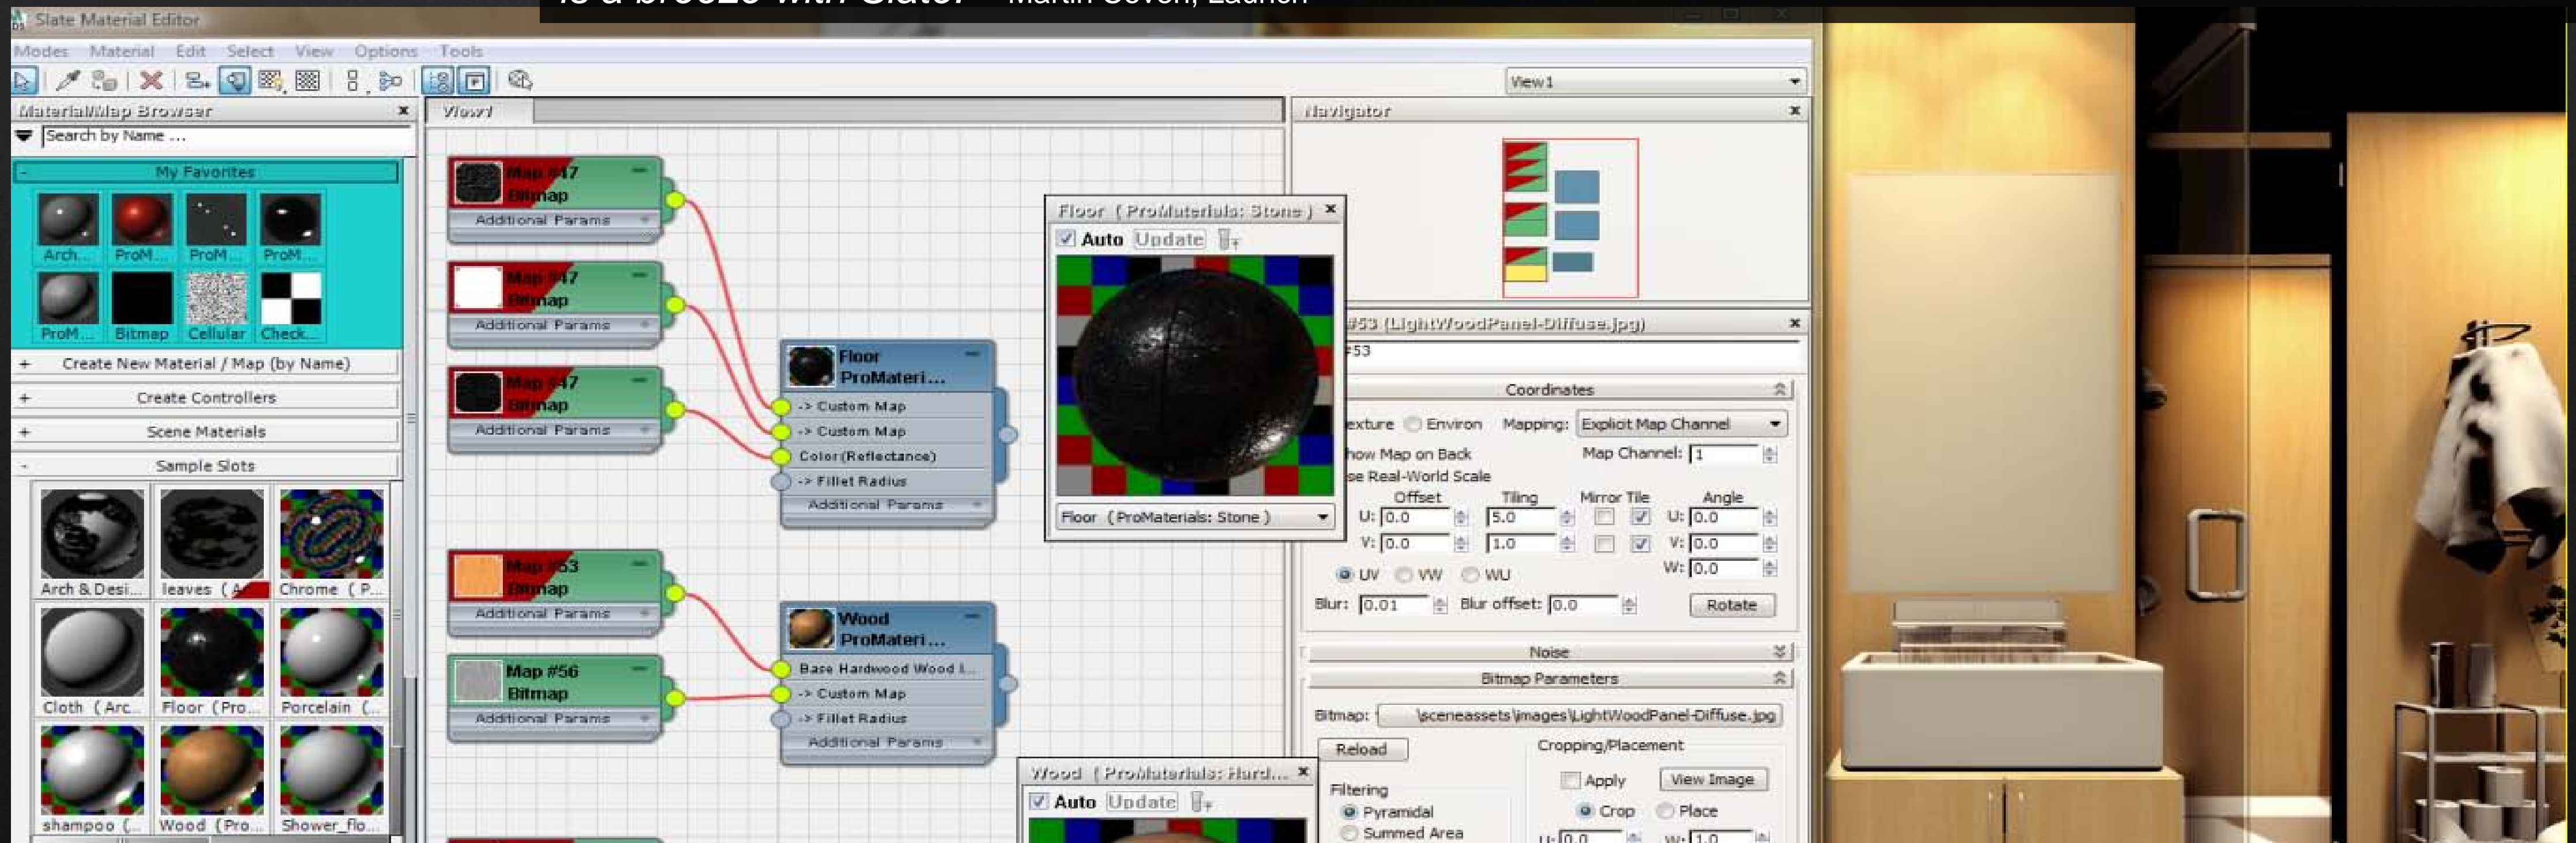 is a breeze with Slate."
Slate Material Editor
Modes Material Edit Select View Options Tools
View1
Material/Map Browser
Search by Name ...
My Favorites
Arch... ProM... ProM... ProM...
ProM... Bitmap Cellular Check...
+ Create New Material / Map (by Name)
+ Create Controllers
+ Scene Materials
- Sample Slots
Arch & Desi... leaves ( A Chrome ( P...
Cloth ( Arc... Floor ( Pro... Porcelain (...
shampoo (... Wood ( Pro... Shower_flo...
View1
Map #47
Bitmap
Additional Params
Map #47
Bitmap
Additional Params
Map #47
Bitmap
Additional Params
Floor
ProMateri...
-> Custom Map
-> Custom Map
Color(Reflectance)
-> Fillet Radius
Additional Params
Map #53
Bitmap
Additional Params
Map #56
Bitmap
Additional Params
Wood
ProMateri...
Base Hardwood Wood I...
-> Custom Map
-> Fillet Radius
Additional Params
Floor ( ProMaterials: Stone )
Auto Update
Floor ( ProMaterials: Stone )
Wood ( ProMaterials: Hard...
Auto Update
Navigator
#53 (LightWoodPanel-Diffuse.jpg)
#53
Coordinates
exture Environ Mapping: Explicit Map Channel
how Map on Back Map Channel: 1
se Real-World Scale
Offset Tiling Mirror Tile Angle
U: 0.0 5.0 U: 0.0
V: 0.0 1.0 V: 0.0
W: 0.0
UV VW WU
Blur: 0.01 Blur offset: 0.0 Rotate
Noise
Bitmap Parameters
Bitmap: \sceneassets\images\LightWoodPanel-Diffuse.jpg
Reload Cropping/Placement
Apply View Image
Filtering
Pyramidal Crop Place
Summed Area U: 0.0 W: 1.0